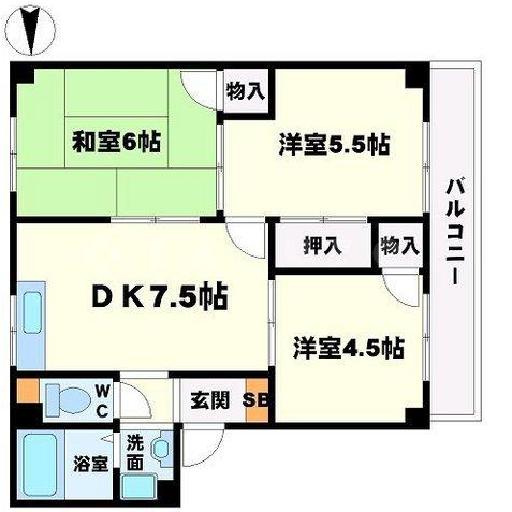 物入
和室6帖
洋室5.5帖
バルコニー
押入
物入
DK7.5帖
洋室4.5帖
WC
玄関
SB
浴室
洗面